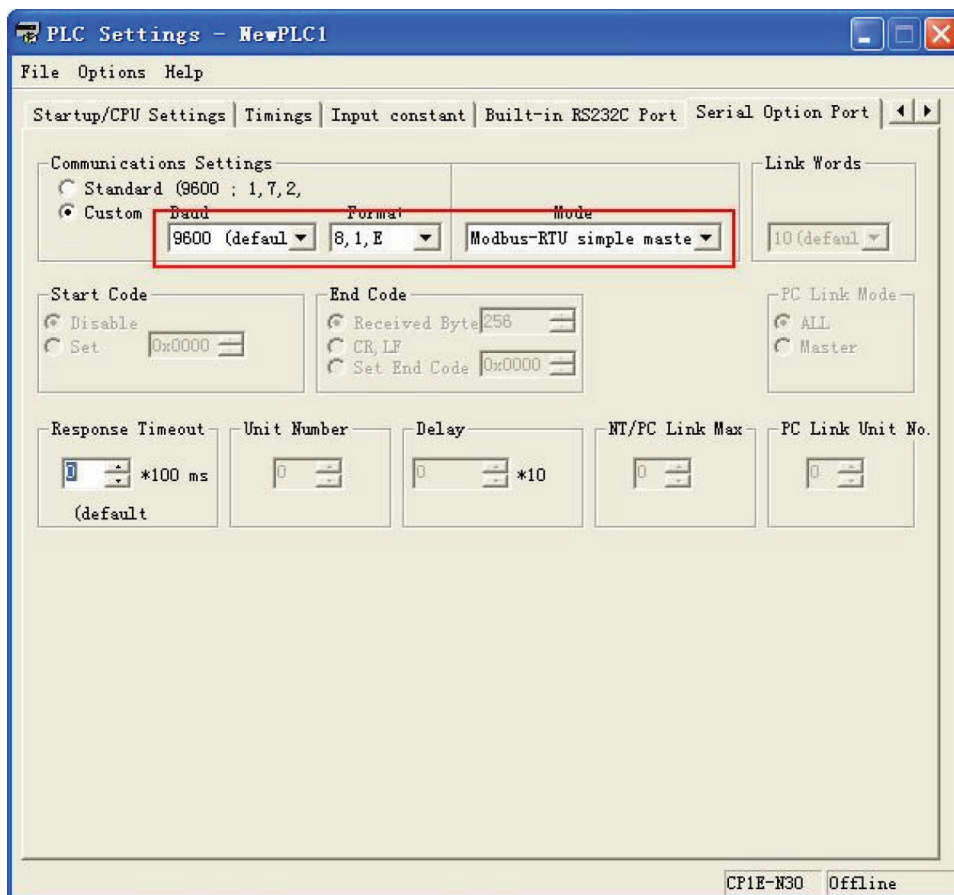 PLC Settings - NewPLC1
File Options Help
Startup/CPU Settings Timings Input constant Built-in RS232C Port Serial Option Port
Communications Settings
Link Words
Standard (9600 ; 1,7,2,
Custom Baud Format Mode
9600 (defaul 8,1,E Modbus-RTU simple maste 10(defaul
Start Code End Code PC Link Mode
Disable Received Byte 256 ALL
Set 0x0000 CR,LF Master
Set End Code 0x0000
Response Timeout Unit Number Delay NT/PC Link Max PC Link Unit No.
0 *100 ms 0 0 *10 0 0
(default
CP1E-N30 Offline